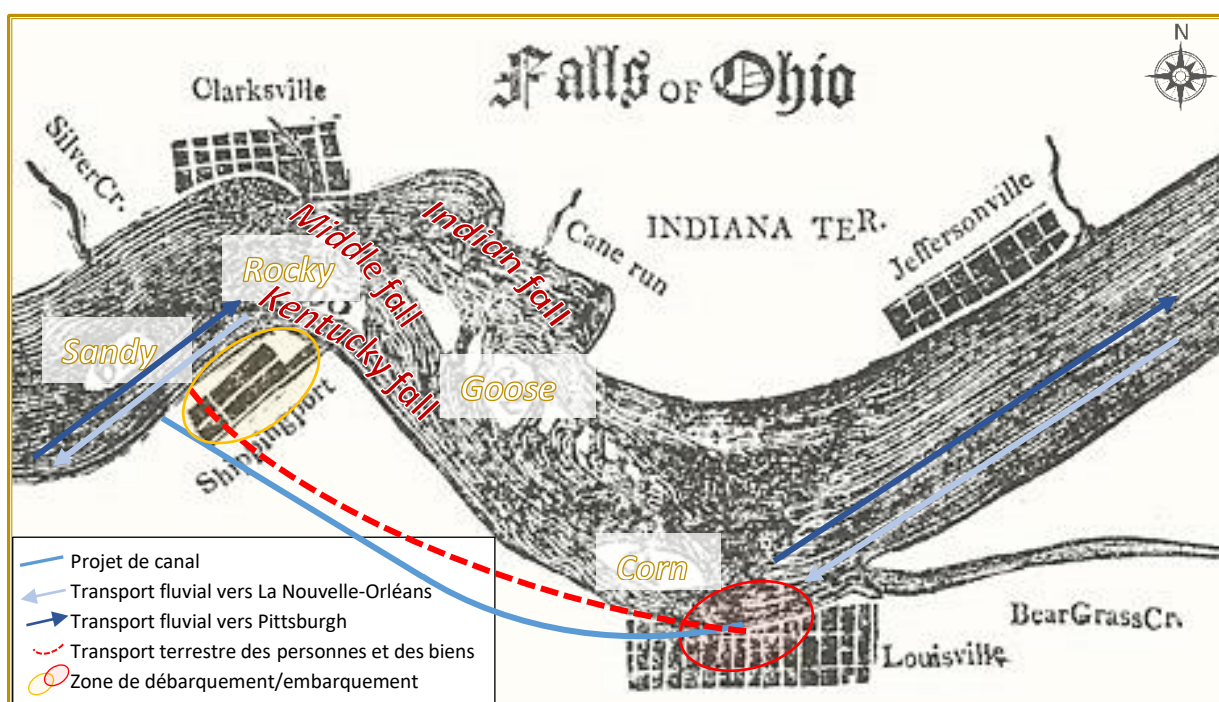 Falls OF Ohio
N
Clarksville
SilverCr.
Indian fall
Middle fall
Rocky
Kentucky fall
Cane run
INDIANA TER.
Jeffersonville
Sandy
Goose
Shippingport
Corn
BearGrassCr.
Louisville
Projet de canal
Transport fluvial vers La Nouvelle-Orléans
Transport fluvial vers Pittsburgh
Transport terrestre des personnes et des biens
Zone de débarquement/embarquement